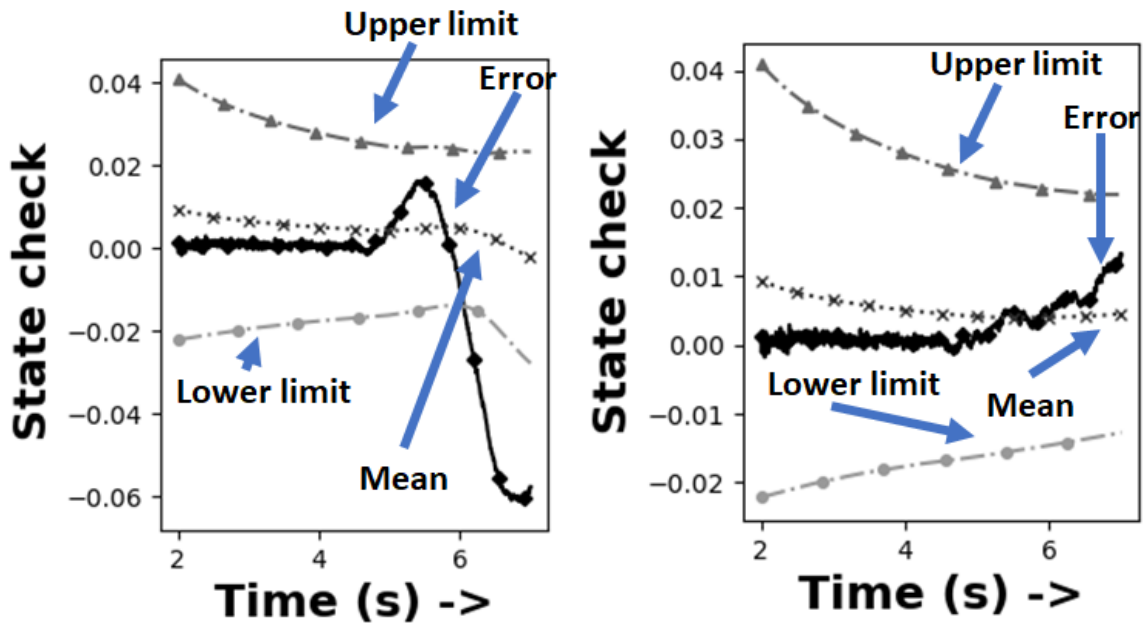 Upper limit
Error
0.04
0.02
0.00
−0.02
−0.04
−0.06
State check
Lower limit
Mean
2
4
6
Time (s) ->
Upper limit
Error
0.04
0.03
0.02
0.01
0.00
−0.01
−0.02
State check
Lower limit
Mean
2
4
6
Time (s) ->